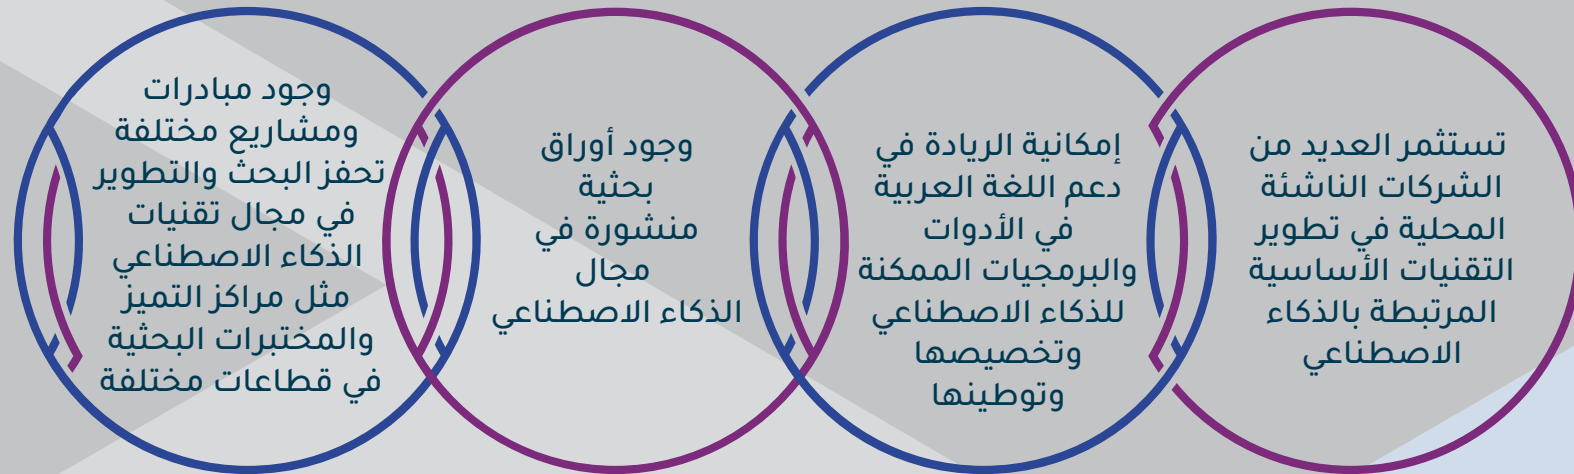 تستثمر العديد من
الشركات الناشئة
المحلية في تطوير
التقنيات الأساسية
المرتبطة بالذكاء
الاصطناعي
إمكانية الريادة في
دعم اللغة العربية
في الأدوات
والبرمجيات الممكنة
للذكاء الاصطناعي
وتخصيصها
وتوطينها
وجود أوراق
بحثية
منشورة في
مجال
الذكاء الاصطناعي
وجود مبادرات
ومشاريع مختلفة
تحفز البحث والتطوير
في مجال تقنيات
الذكاء الاصطناعي
مثل مراكز التميز
والمختبرات البحثية
في قطاعات مختلفة